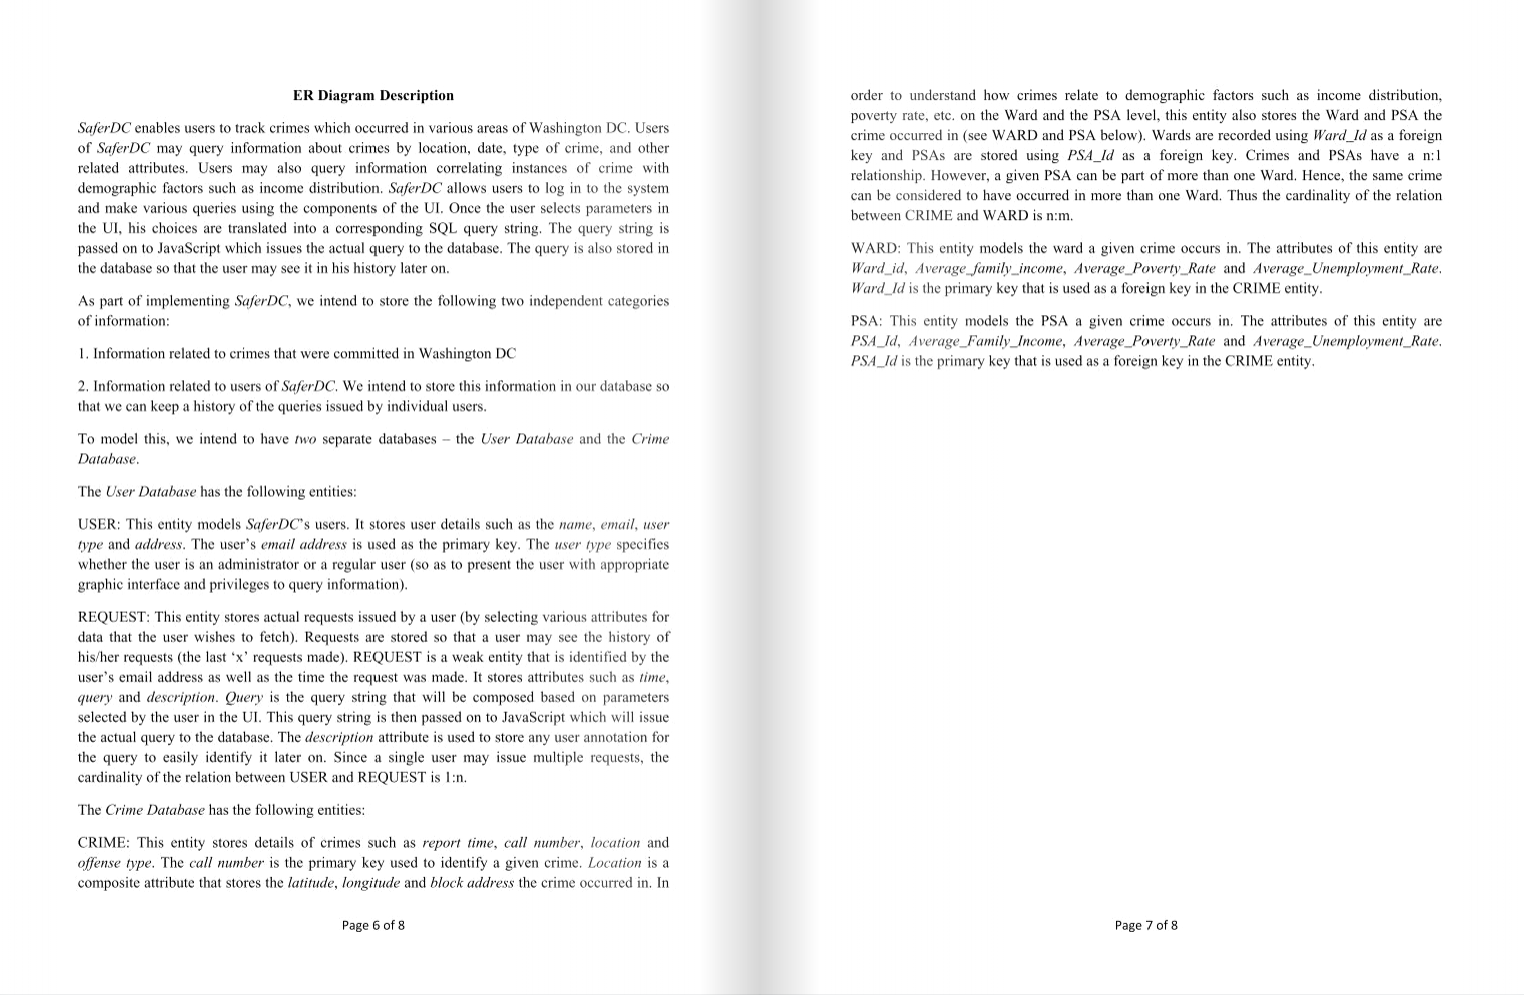 ER Diagram Description
SaferDC enables users to track crimes which occurred in various areas of Washington DC. Users
of SaferDC may query information about crimes by location, date, type of crime, and other
related attributes. Users may also query information correlating instances of crime with
demographic factors such as income distribution. SaferDC allows users to log in to the system
and make various queries using the components of the UI. Once the user selects parameters in
the UI, his choices are translated into a corresponding SQL query string. The query string is
passed on to JavaScript which issues the actual query to the database. The query is also stored in
the database so that the user may see it in his history later on.
As part of implementing SaferDC, we intend to store the following two independent categories
of information:
1. Information related to crimes that were committed in Washington DC
2. Information related to users of SaferDC. We intend to store this information in our database so
that we can keep a history of the queries issued by individual users.
To model this, we intend to have two separate databases – the User Database and the Crime
Database.
The User Database has the following entities:
USER: This entity models SaferDC's users. It stores user details such as the name, email, user
type and address. The user's email address is used as the primary key. The user type specifies
whether the user is an administrator or a regular user (so as to present the user with appropriate
graphic interface and privileges to query information).
REQUEST: This entity stores actual requests issued by a user (by selecting various attributes for
data that the user wishes to fetch). Requests are stored so that a user may see the history of
his/her requests (the last ‘x’ requests made). REQUEST is a weak entity that is identified by the
user's email address as well as the time the request was made. It stores attributes such as time,
query and description. Query is the query string that will be composed based on parameters
selected by the user in the UI. This query string is then passed on to JavaScript which will issue
the actual query to the database. The description attribute is used to store any user annotation for
the query to easily identify it later on. Since a single user may issue multiple requests, the
cardinality of the relation between USER and REQUEST is 1:n.
The Crime Database has the following entities:
CRIME: This entity stores details of crimes such as report time, call number, location and
offense type. The call number is the primary key used to identify a given crime. Location is a
composite attribute that stores the latitude, longitude and block address the crime occurred in. In
Page 6 of 8
order to understand how crimes relate to demographic factors such as income distribution,
poverty rate, etc. on the Ward and the PSA level, this entity also stores the Ward and PSA the
crime occurred in (see WARD and PSA below). Wards are recorded using Ward_Id as a foreign
key and PSAs are stored using PSA_Id as a foreign key. Crimes and PSAs have a n:1
relationship. However, a given PSA can be part of more than one Ward. Hence, the same crime
can be considered to have occurred in more than one Ward. Thus the cardinality of the relation
between CRIME and WARD is n:m.
WARD: This entity models the ward a given crime occurs in. The attributes of this entity are
Ward_id, Average_family_income, Average_Poverty_Rate and Average_Unemployment_Rate.
Ward_Id is the primary key that is used as a foreign key in the CRIME entity.
PSA: This entity models the PSA a given crime occurs in. The attributes of this entity are
PSA_Id, Average_Family_Income, Average_Poverty_Rate and Average_Unemployment_Rate.
PSA_Id is the primary key that is used as a foreign key in the CRIME entity.
Page 7 of 8